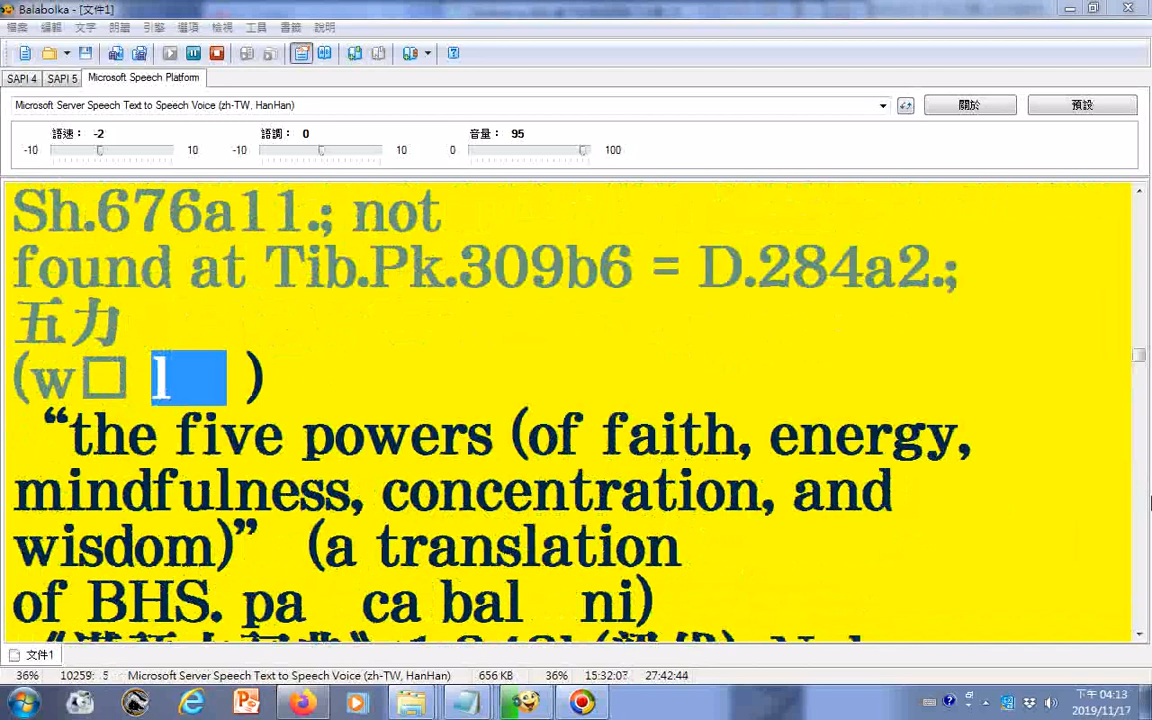 Balabolka - [文件1]
檔案 編輯 文字 朗讀 引擎 選項 檢視 工具 書籤 說明
SAPI 4 SAPI 5 Microsoft Speech Platform
Microsoft Server Speech Text to Speech Voice (zh-TW, HanHan) 關於 預設
語速： -2 語調： 0 音量： 95
-10 10 -10 10 0 100
Sh.676a11.; not
found at Tib.Pk.309b6 = D.284a2.;
五力
(w□ l )
“the five powers (of faith, energy,
mindfulness, concentration, and
wisdom)” (a translation
of BHS. pa ca bal ni)
文件1
36% 10259: 5 Microsoft Server Speech Text to Speech Voice (zh-TW, HanHan) 656 KB 36% 15:32:07 27:42:44
下午 04:13
2019/11/17